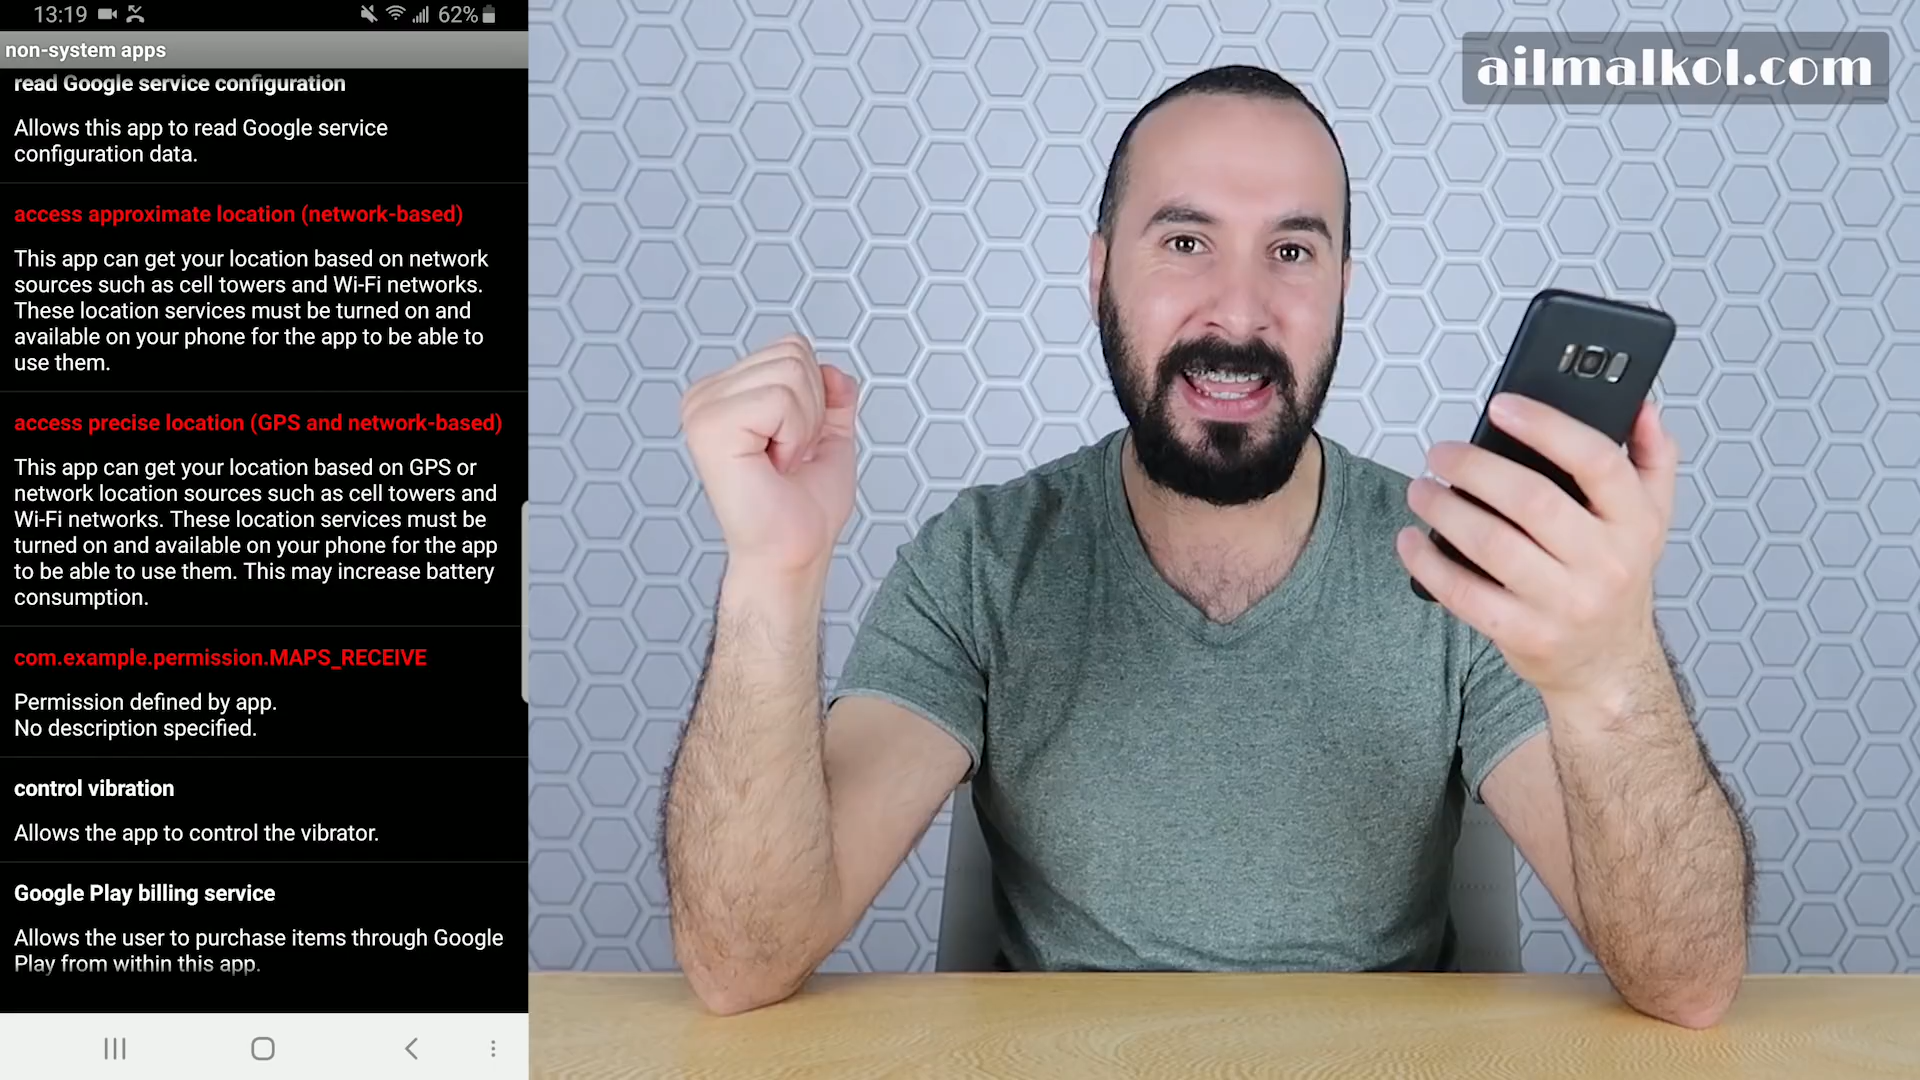 13:19
62%
non-system apps
read Google service configuration
Allows this app to read Google service
configuration data.
access approximate location (network-based)
This app can get your location based on network
sources such as cell towers and Wi-Fi networks.
These location services must be turned on and
available on your phone for the app to be able to
use them.
access precise location (GPS and network-based)
This app can get your location based on GPS or
network location sources such as cell towers and
Wi-Fi networks. These location services must be
turned on and available on your phone for the app
to be able to use them. This may increase battery
consumption.
com.example.permission.MAPS_RECEIVE
Permission defined by app.
No description specified.
control vibration
Allows the app to control the vibrator.
Google Play billing service
Allows the user to purchase items through Google
Play from within this app.
ailmalkol.com